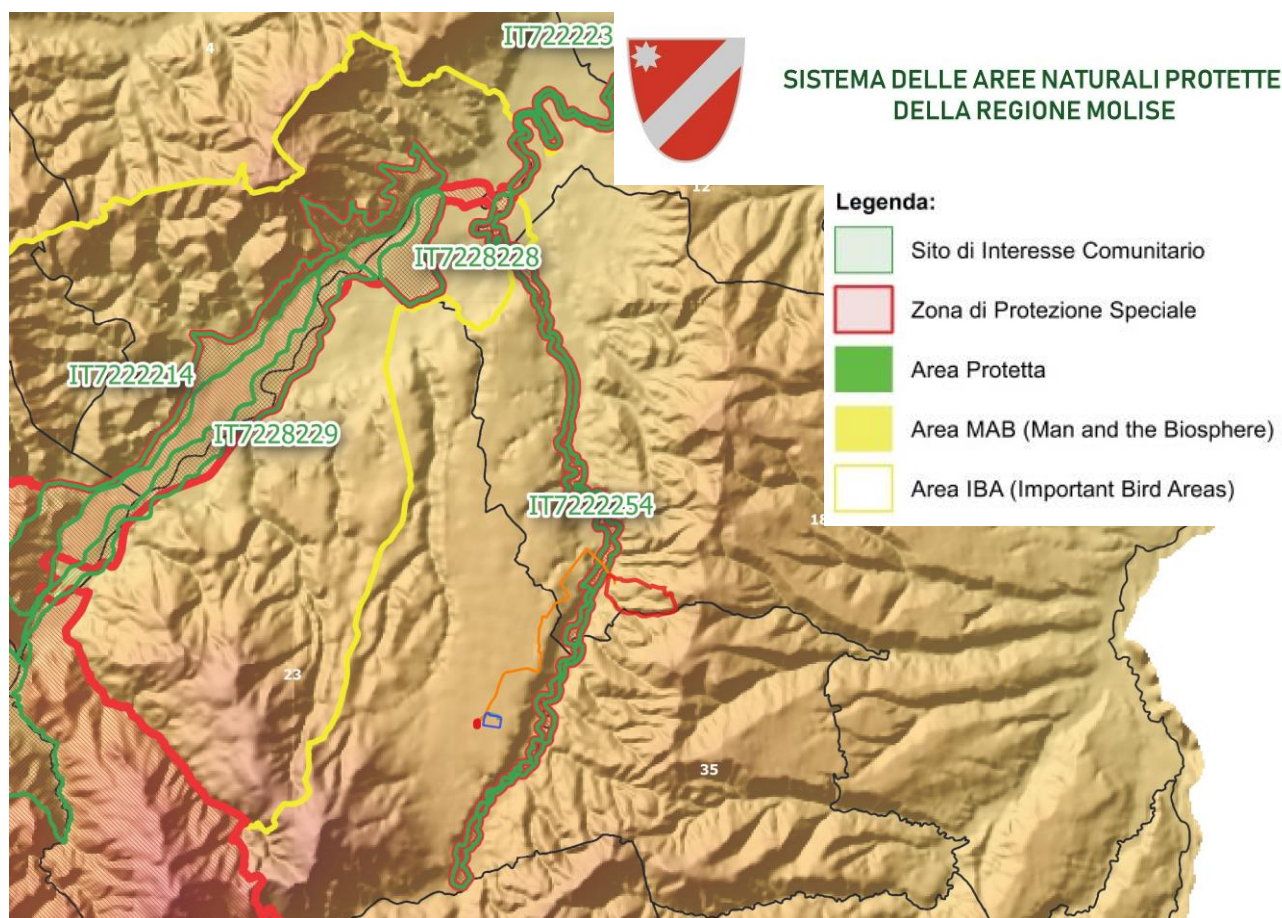 4
IT722223
SISTEMA DELLE AREE NATURALI PROTETTE
DELLA REGIONE MOLISE
12
Legenda:
Sito di Interesse Comunitario
Zona di Protezione Speciale
Area Protetta
Area MAB (Man and the Biosphere)
Area IBA (Important Bird Areas)
IT7228228
IT7222214
IT7228229
IT7222254
18
23
35